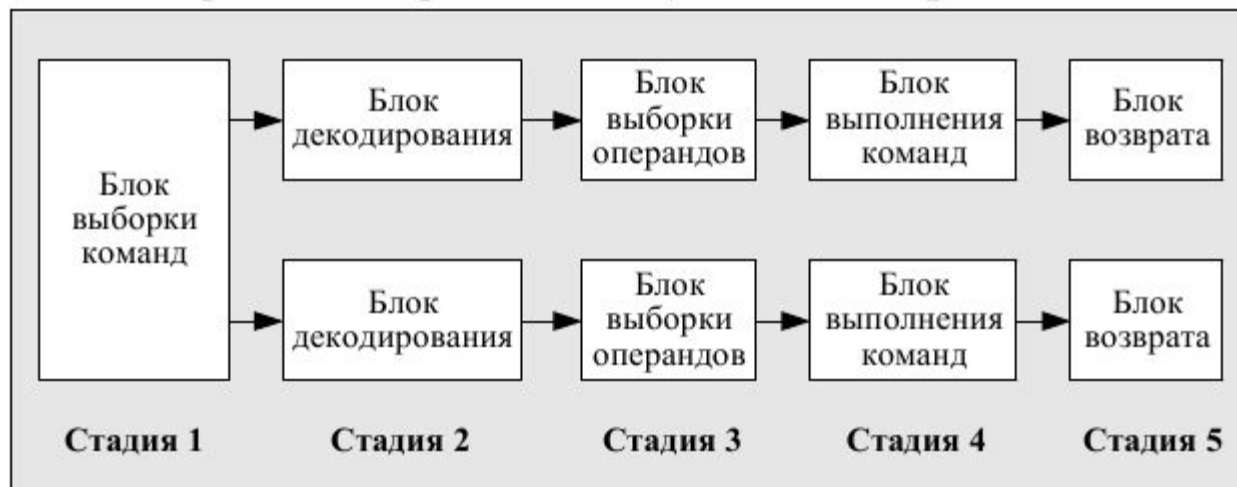 Блок
выборки
команд
Блок
декодирования
Блок
выборки
операндов
Блок
выполнения
команд
Блок
возврата
Блок
декодирования
Блок
выборки
операндов
Блок
выполнения
команд
Блок
возврата
Стадия 1
Стадия 2
Стадия 3
Стадия 4
Стадия 5